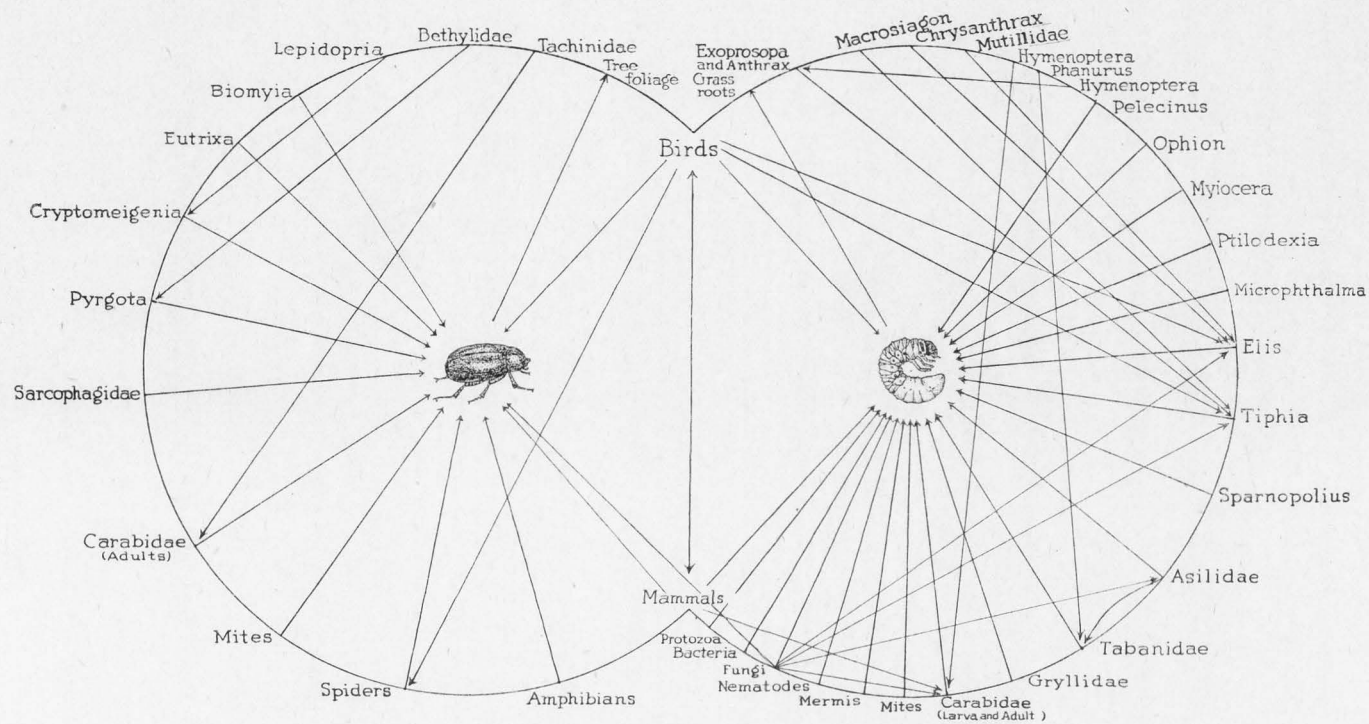 Bethylidae
Lepidopria
Tachinidae
Tree
foliage
Biomyia
Eutrixa
Cryptomeigenia
Pyrgota
Sarcophagidae
Carabidae
(Adults)
Mites
Spiders
Amphibians
Birds
Mammals
Exoprosopa
and Anthrax
Grass
roots
Macrosiagon
Chrysanthrax
Mutillidae
Hymenoptera
Phanurus
Hymenoptera
Pelecinus
Ophion
Myiocera
Ptilodexia
Microphthalma
Elis
Tiphia
Sparnopolius
Asilidae
Tabanidae
Gryllidae
Carabidae
(Larva and Adult)
Mites
Mermis
Nematodes
Fungi
Bacteria
Protozoa